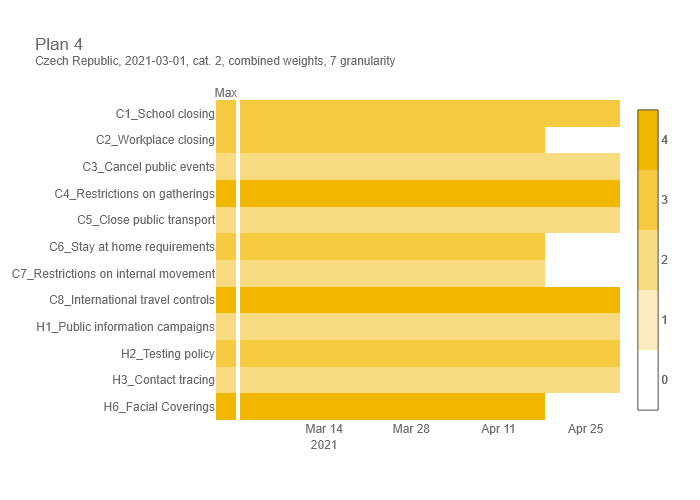 Plan 4
Czech Republic, 2021-03-01, cat. 2, combined weights, 7 granularity
Max
C1_School closing
C2_Workplace closing
C3_Cancel public events
C4_Restrictions on gatherings
C5_Close public transport
C6_Stay at home requirements
C7_Restrictions on internal movement
C8_International travel controls
H1_Public information campaigns
H2_Testing policy
H3_Contact tracing
H6_Facial Coverings
Mar 14 Mar 28 Apr 11 Apr 25
2021
4
3
2
1
0